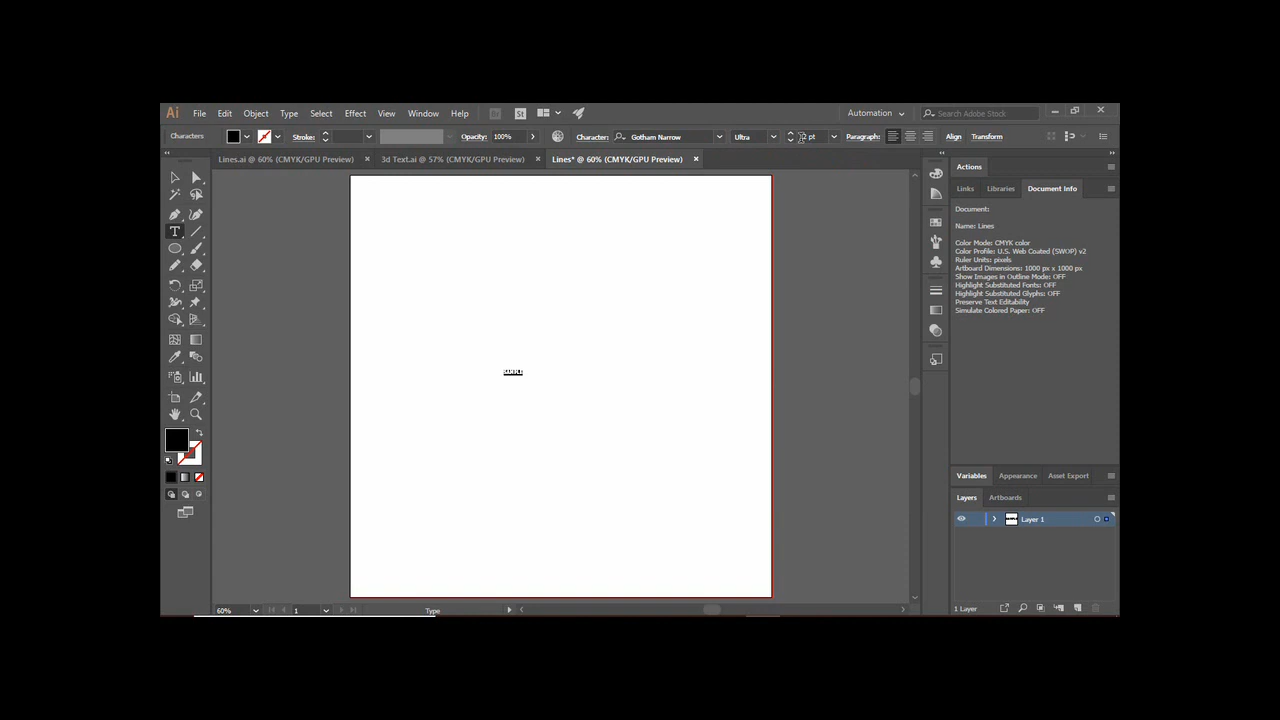 Ai File Edit Object Type Select Effect View Window Help Br St Automation Search Adobe Stock
Characters Stroke: Opacity: 100% Character: Gotham Narrow Ultra pt Paragraph: Align Transform
Lines.ai @ 60% (CMYK/GPU Preview) 3d Text.ai @ 57% (CMYK/GPU Preview) Lines* @ 60% (CMYK/GPU Preview)
Actions
Links Libraries Document Info
Document:
Name: Lines
Color Mode: CMYK color
Color Profile: U.S. Web Coated (SWOP) v2
Ruler Units: pixels
Artboard Dimensions: 1000 px x 1000 px
Show Images in Outline Mode: OFF
Highlight Substituted Fonts: OFF
Highlight Substituted Glyphs: OFF
Preserve Text Editability
Simulate Colored Paper: OFF
SAMPLE
Variables Appearance Asset Export
Layers Artboards
Layer 1
1 Layer
60% 1 Type